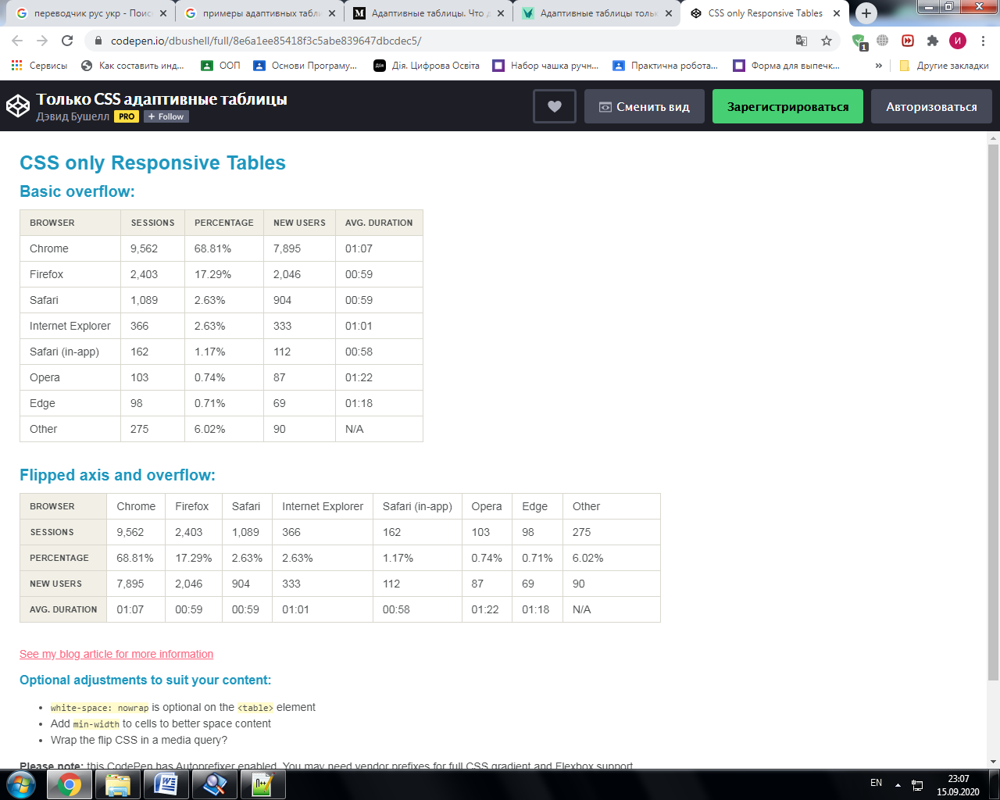 переводчик рус укр - Поис
примеры адаптивных табл
Адаптивные таблицы. Что д
Адаптивные таблицы тольк
CSS only Responsive Tables
codepen.io/dbushell/full/8e6a1ee85418f3c5abe839647dbcdec5/
1
И
Сервисы
Как составить инд...
ООП
Основи Програму...
Дія. Цифрова Освіта
Набор чашка ручн...
Практична робота...
Форма для выпечк...
»
Другие закладки
Только CSS адаптивные таблицы
Дэвид Бушелл PRO + Follow
Сменить вид
Зарегистрироваться
Авторизоваться
CSS only Responsive Tables
Basic overflow:
BROWSER SESSIONS PERCENTAGE NEW USERS AVG. DURATION
Chrome 9,562 68.81% 7,895 01:07
Firefox 2,403 17.29% 2,046 00:59
Safari 1,089 2.63% 904 00:59
Internet Explorer 366 2.63% 333 01:01
Safari (in-app) 162 1.17% 112 00:58
Opera 103 0.74% 87 01:22
Edge 98 0.71% 69 01:18
Other 275 6.02% 90 N/A
Flipped axis and overflow:
BROWSER Chrome Firefox Safari Internet Explorer Safari (in-app) Opera Edge Other
SESSIONS 9,562 2,403 1,089 366 162 103 98 275
PERCENTAGE 68.81% 17.29% 2.63% 2.63% 1.17% 0.74% 0.71% 6.02%
NEW USERS 7,895 2,046 904 333 112 87 69 90
AVG. DURATION 01:07 00:59 00:59 01:01 00:58 01:22 01:18 N/A
See my blog article for more information
Optional adjustments to suit your content:
• white-space: nowrap is optional on the <table> element
• Add min-width to cells to better space content
• Wrap the flip CSS in a media query?
Please note: this CodePen has Autoprefixer enabled. You may need vendor prefixes for full CSS gradient and Flexbox support
EN
23:07
15.09.2020